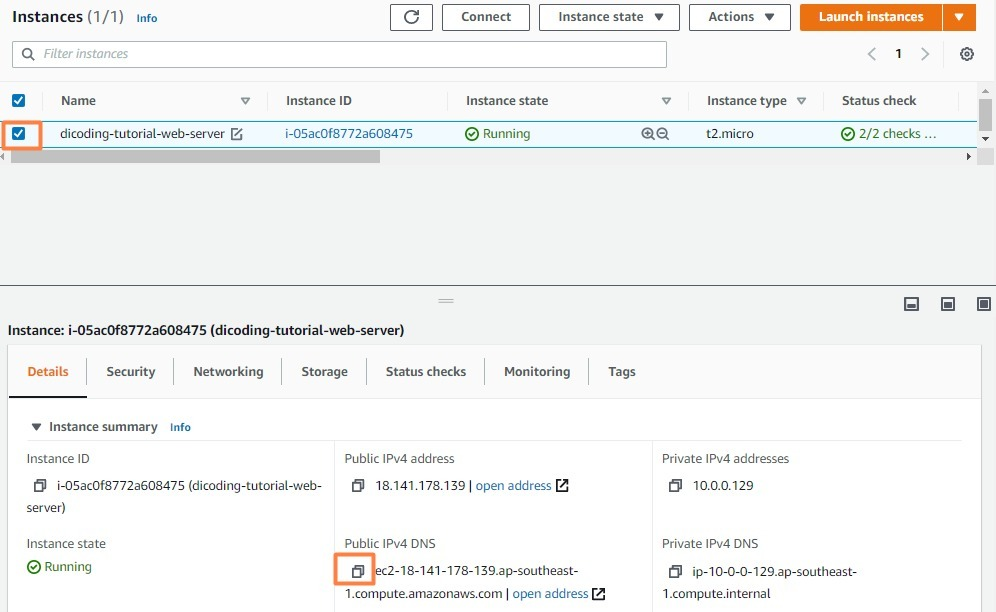 Instances (1/1) Info
Connect
Instance state
Actions
Launch instances
Filter instances
1
Name
Instance ID
Instance state
Instance type
Status check
dicoding-tutorial-web-server
i-05ac0f8772a608475
Running
t2.micro
2/2 checks ...
Instance: i-05ac0f8772a608475 (dicoding-tutorial-web-server)
Details
Security
Networking
Storage
Status checks
Monitoring
Tags
Instance summary Info
Instance ID
i-05ac0f8772a608475 (dicoding-tutorial-web-
server)
Public IPv4 address
18.141.178.139 | open address
Private IPv4 addresses
10.0.0.129
Instance state
Running
Public IPv4 DNS
ec2-18-141-178-139.ap-southeast-
1.compute.amazonaws.com | open address
Private IPv4 DNS
ip-10-0-0-129.ap-southeast-
1.compute.internal